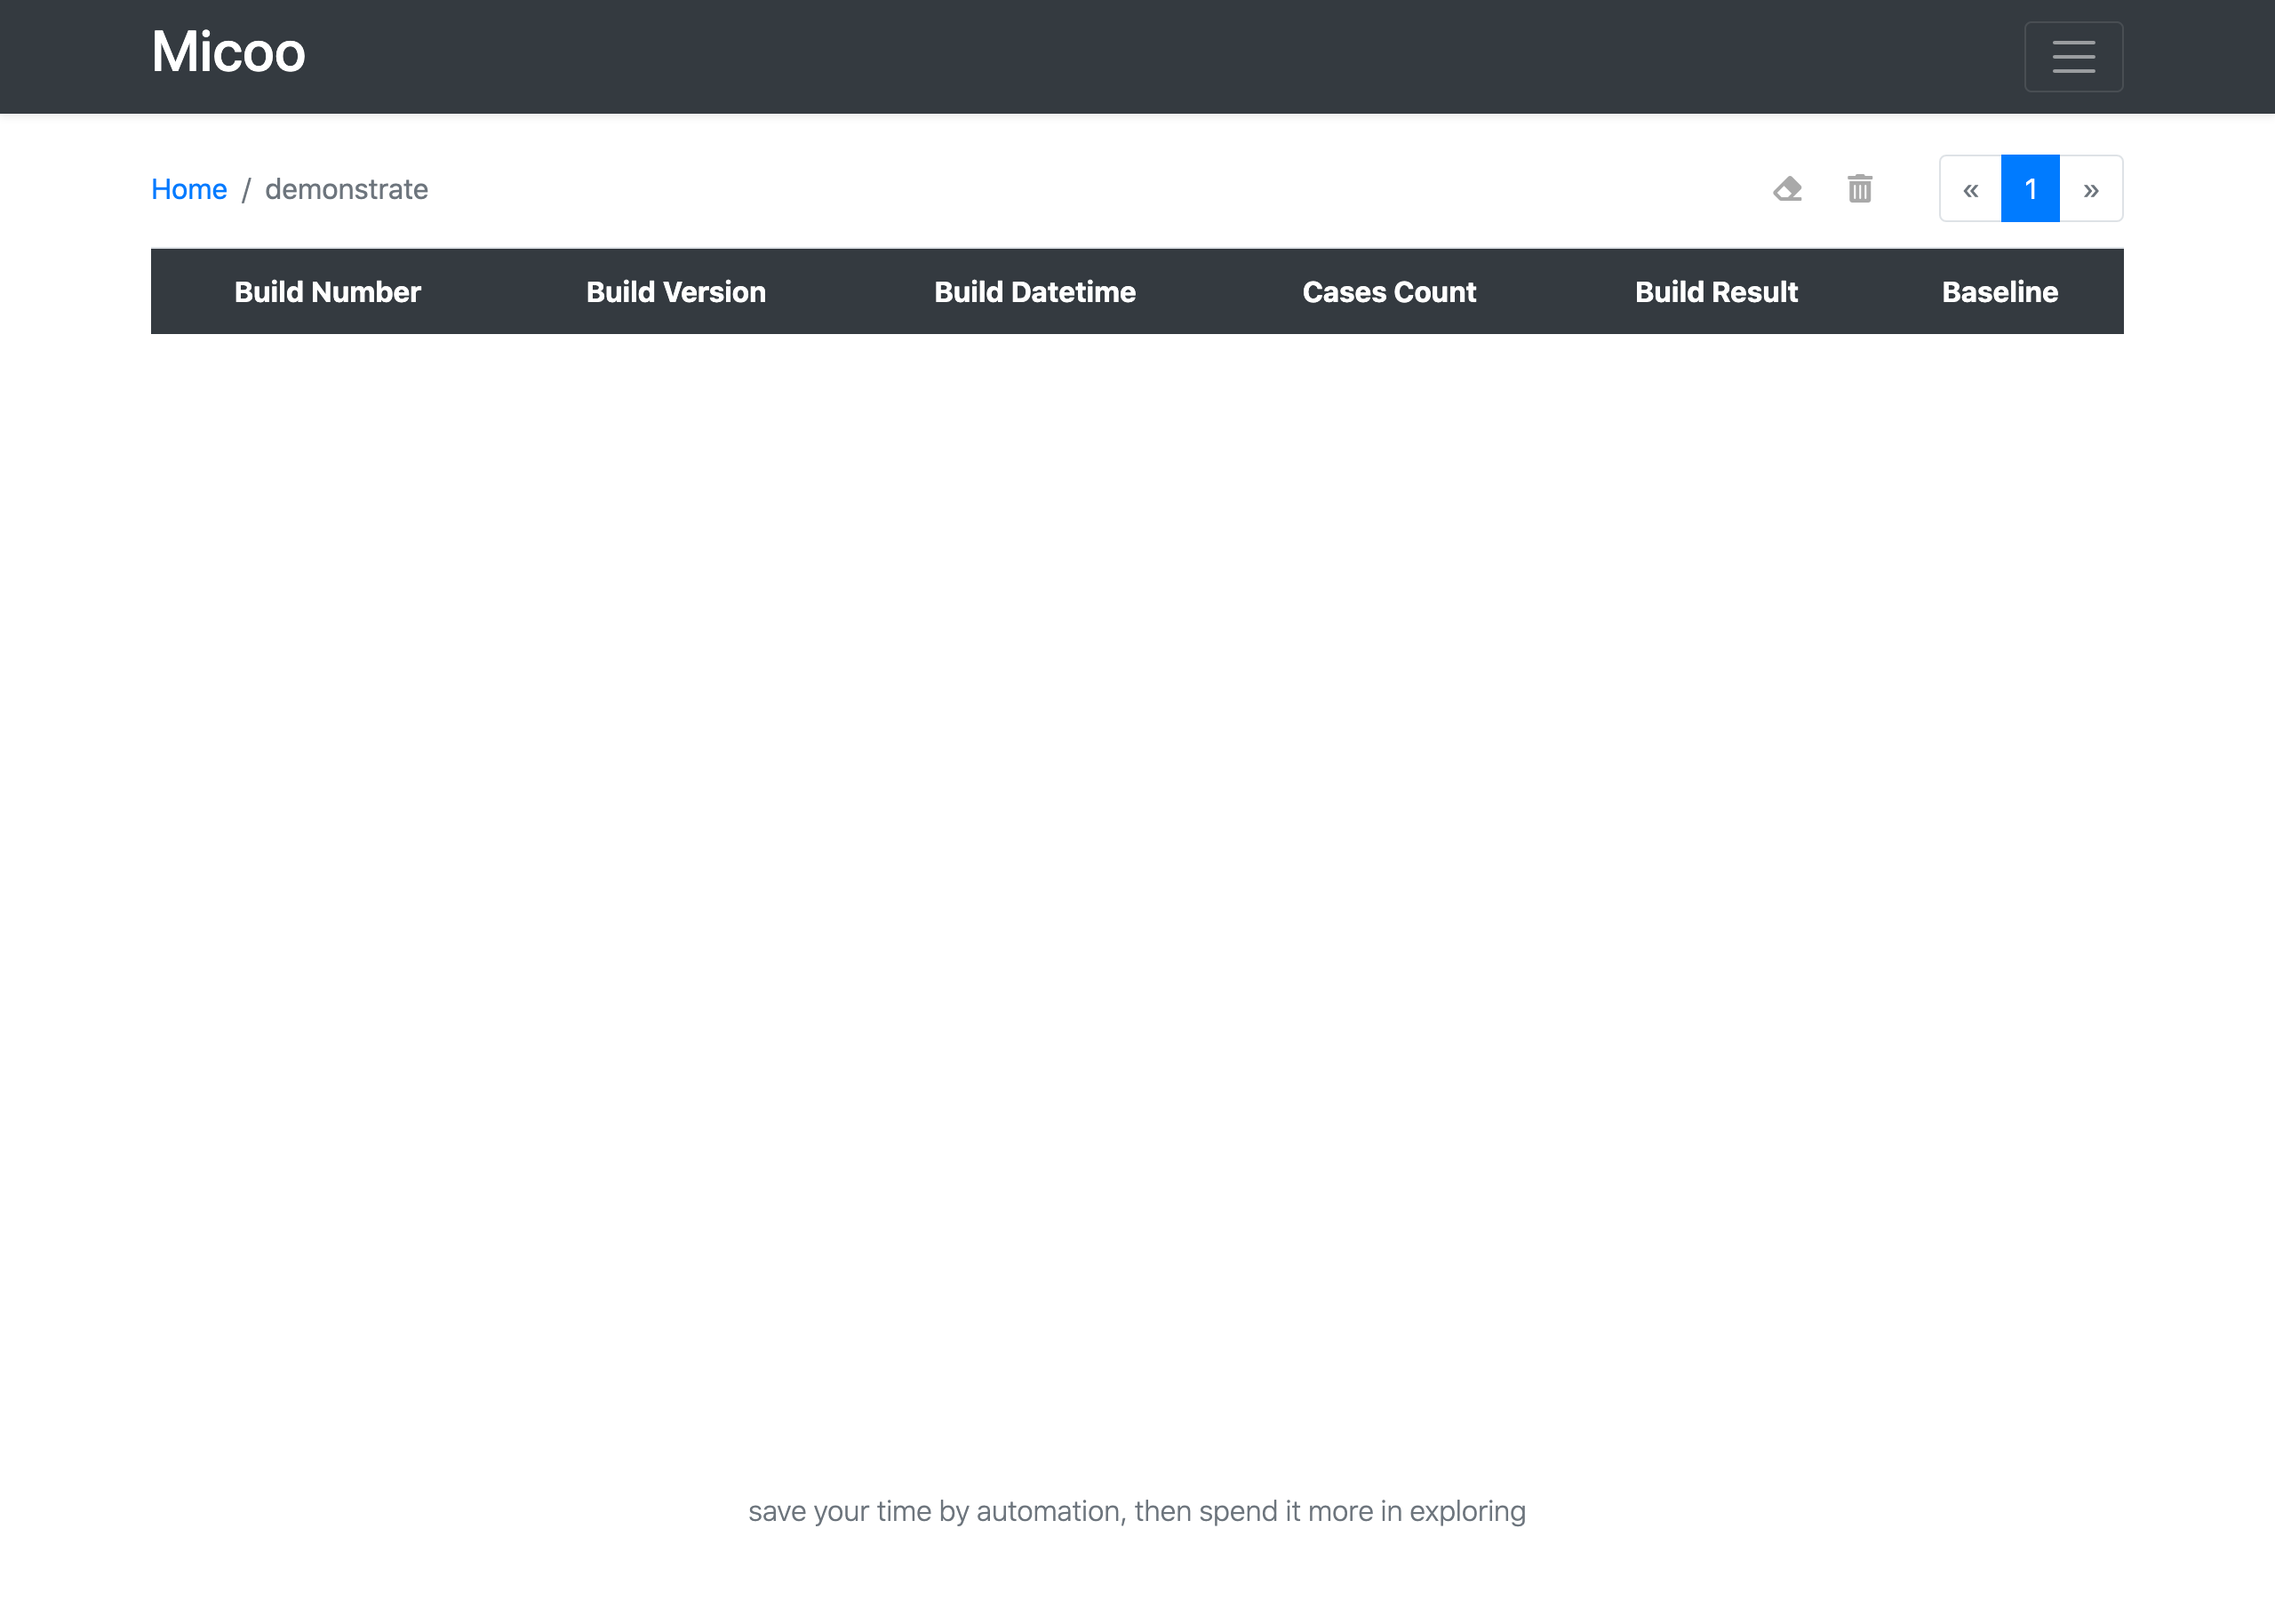 Micoo
Home / demonstrate
« 1 »
Build Number Build Version Build Datetime Cases Count Build Result Baseline
save your time by automation, then spend it more in exploring